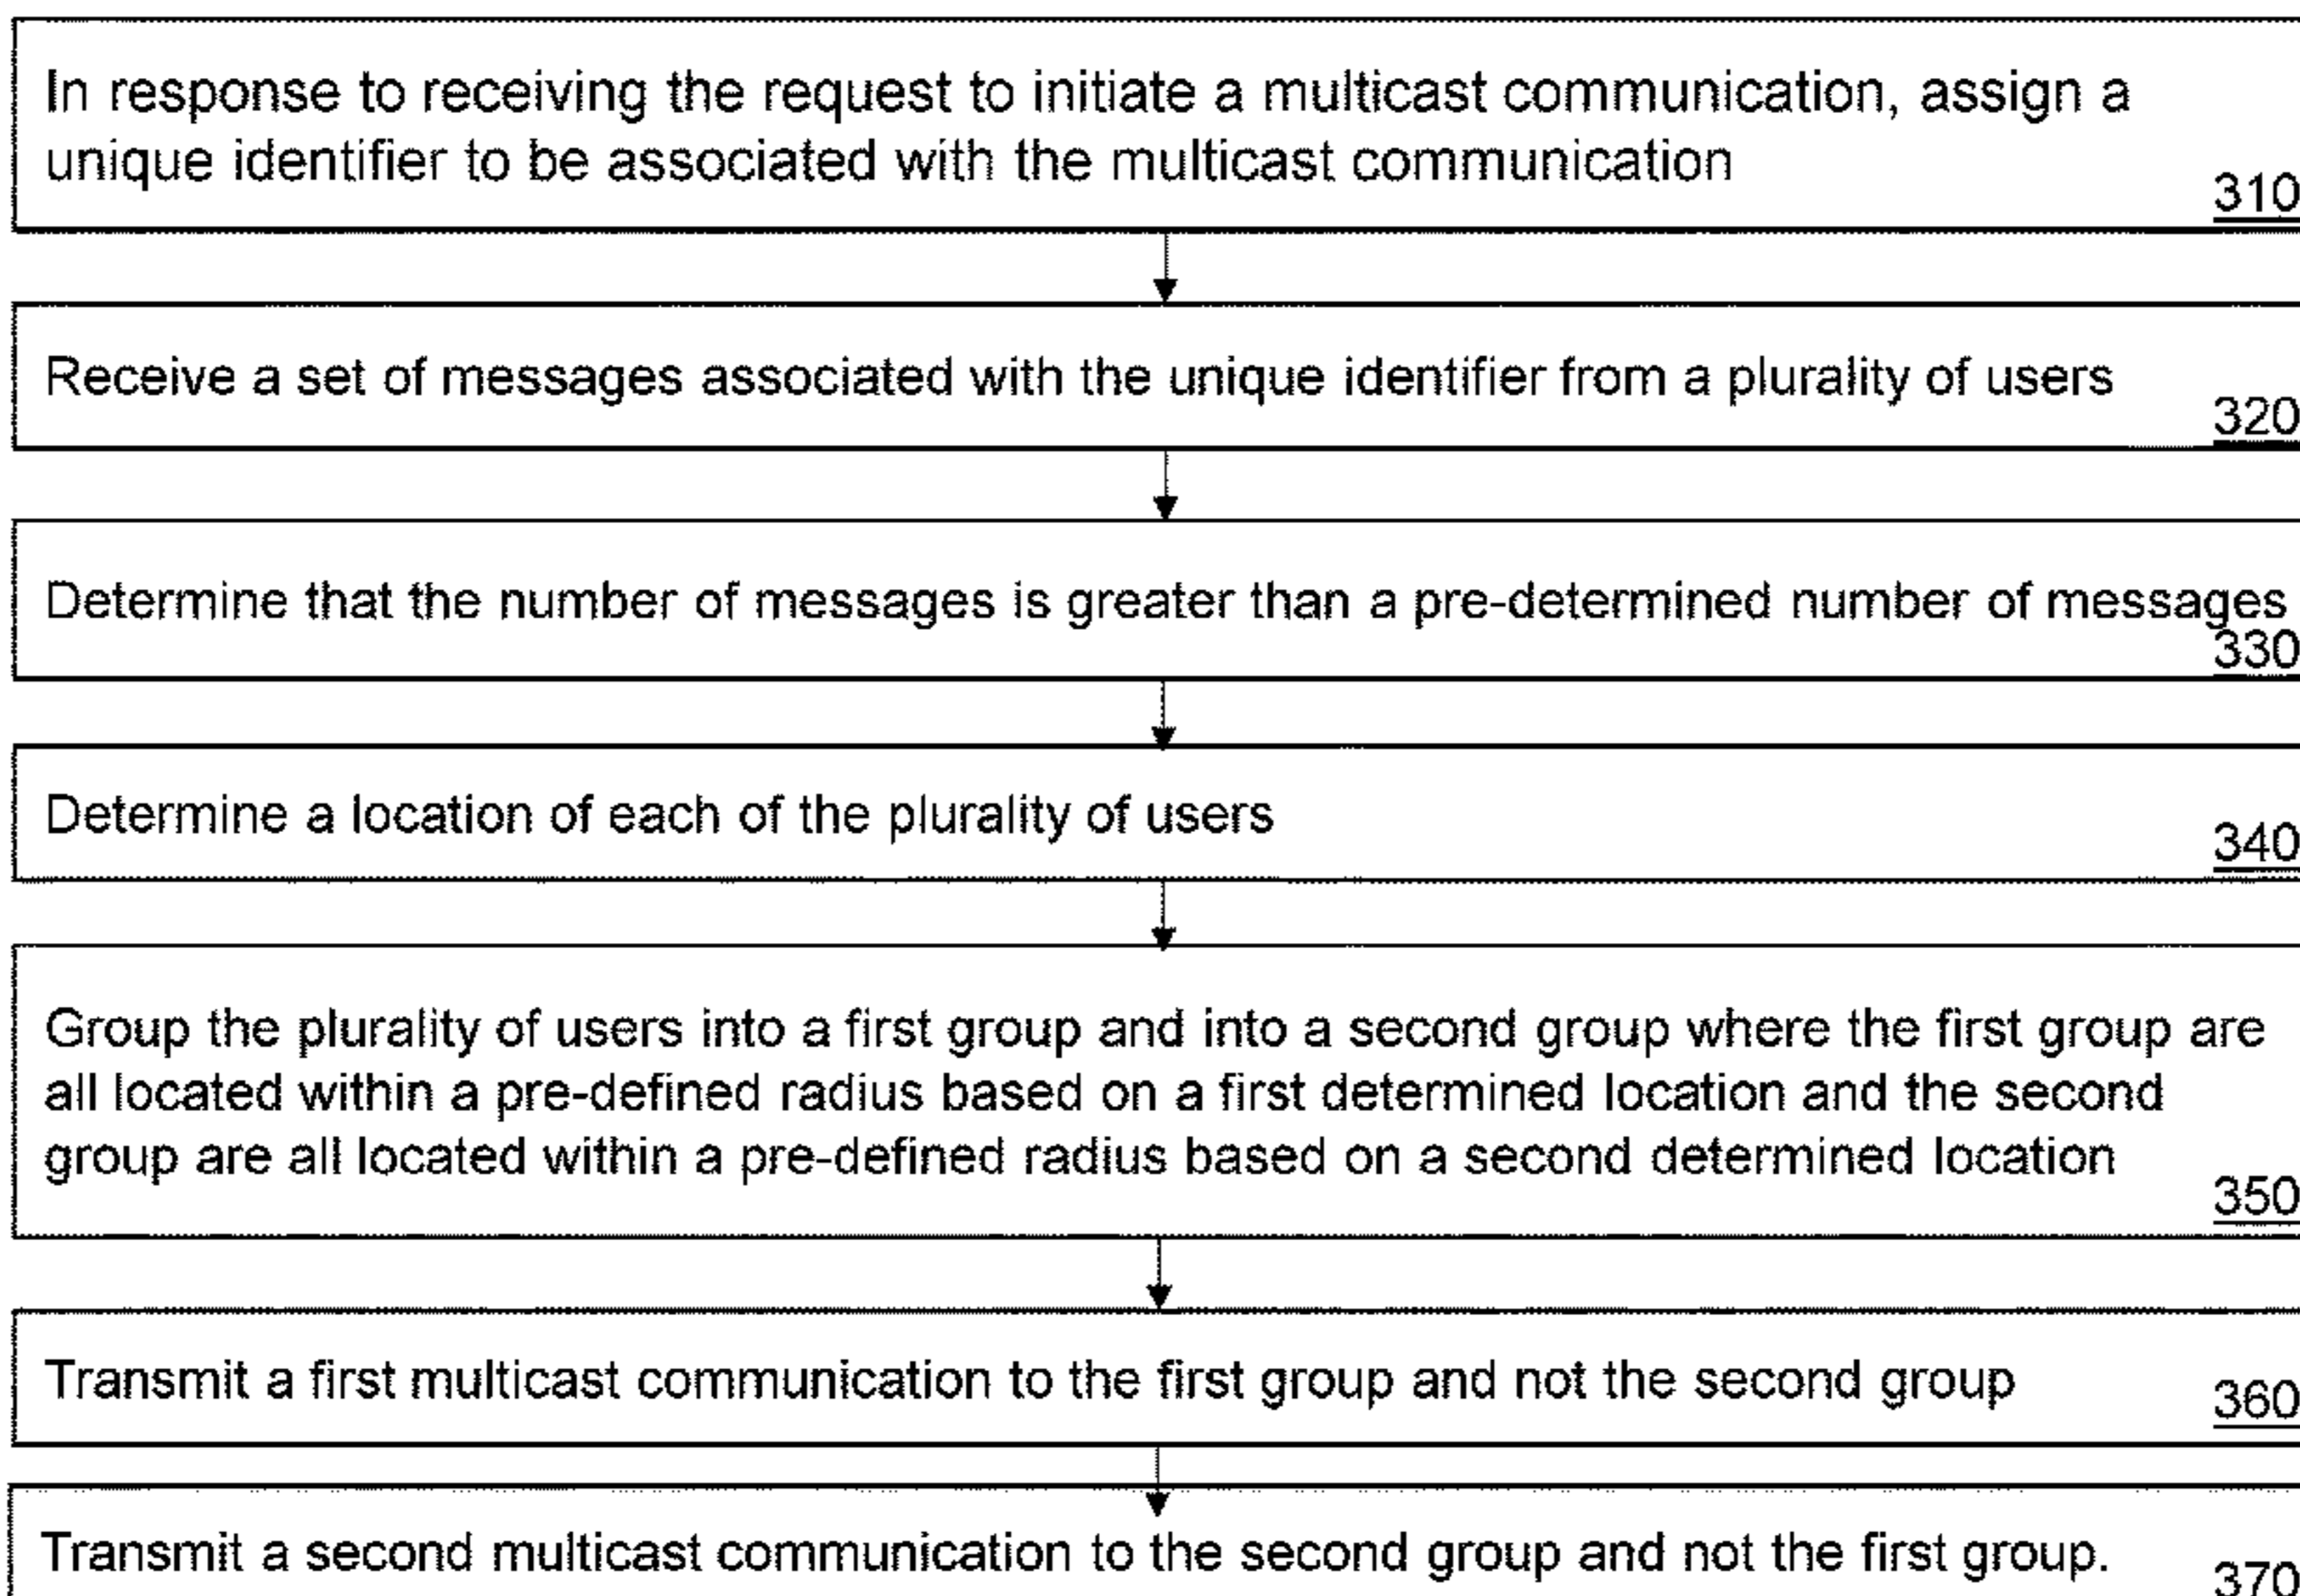 In response to receiving the request to initiate a multicast communication, assign a
unique identifier to be associated with the multicast communication
310
Receive a set of messages associated with the unique identifier from a plurality of users
320
Determine that the number of messages is greater than a pre-determined number of messages
330
Determine a location of each of the plurality of users
340
Group the plurality of users into a first group and into a second group where the first group are
all located within a pre-defined radius based on a first determined location and the second
group are all located within a pre-defined radius based on a second determined location
350
Transmit a first multicast communication to the first group and not the second group
360
Transmit a second multicast communication to the second group and not the first group.
370